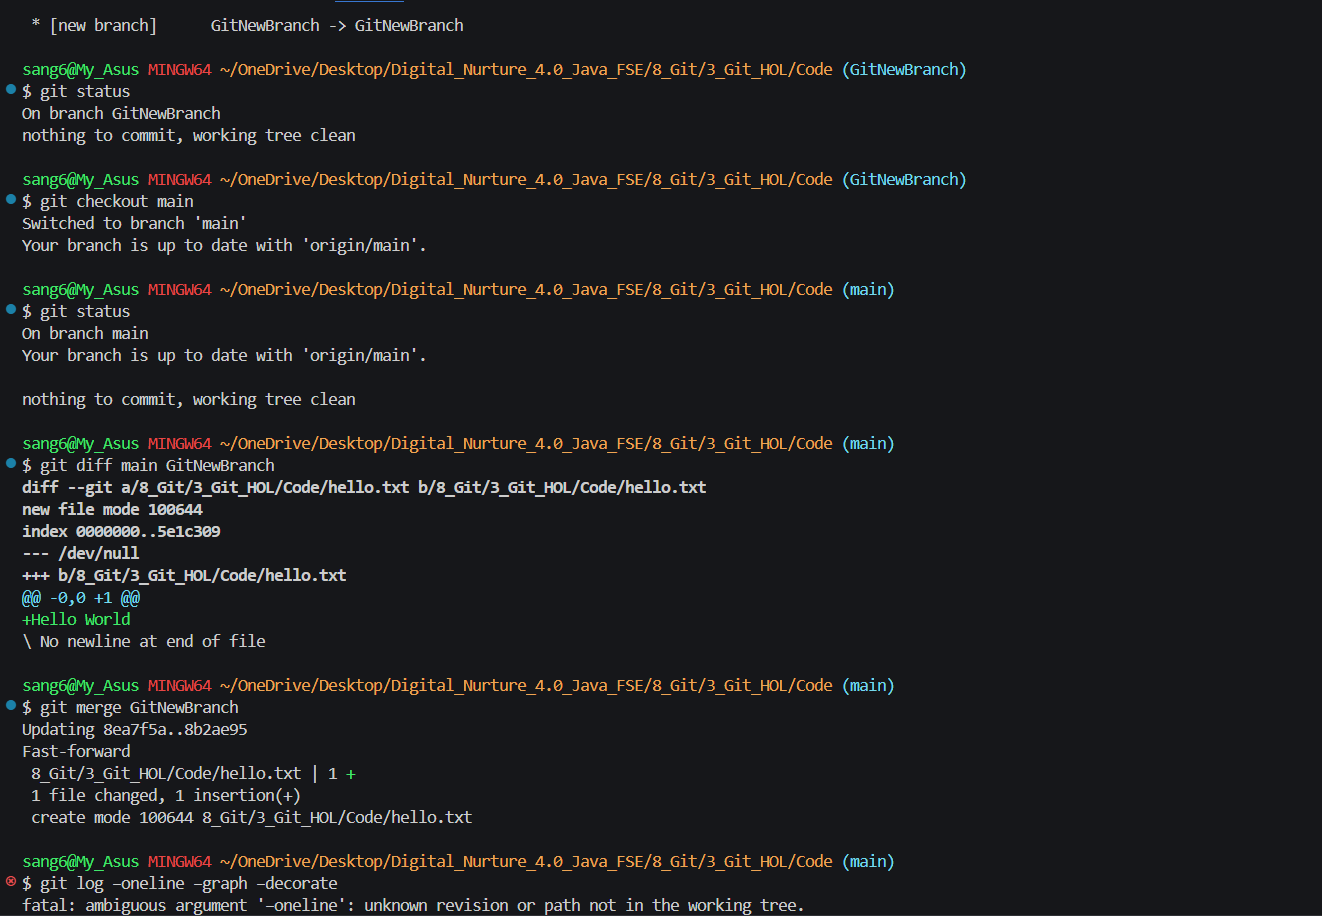 * [new branch]      GitNewBranch -> GitNewBranch
sang6@My_Asus MINGW64 ~/OneDrive/Desktop/Digital_Nurture_4.0_Java_FSE/8_Git/3_Git_HOL/Code (GitNewBranch)
$ git status
On branch GitNewBranch
nothing to commit, working tree clean
sang6@My_Asus MINGW64 ~/OneDrive/Desktop/Digital_Nurture_4.0_Java_FSE/8_Git/3_Git_HOL/Code (GitNewBranch)
$ git checkout main
Switched to branch 'main'
Your branch is up to date with 'origin/main'.
sang6@My_Asus MINGW64 ~/OneDrive/Desktop/Digital_Nurture_4.0_Java_FSE/8_Git/3_Git_HOL/Code (main)
$ git status
On branch main
Your branch is up to date with 'origin/main'.
nothing to commit, working tree clean
sang6@My_Asus MINGW64 ~/OneDrive/Desktop/Digital_Nurture_4.0_Java_FSE/8_Git/3_Git_HOL/Code (main)
$ git diff main GitNewBranch
diff --git a/8_Git/3_Git_HOL/Code/hello.txt b/8_Git/3_Git_HOL/Code/hello.txt
new file mode 100644
index 0000000..5e1c309
--- /dev/null
+++ b/8_Git/3_Git_HOL/Code/hello.txt
@@ -0,0 +1 @@
+Hello World
\ No newline at end of file
sang6@My_Asus MINGW64 ~/OneDrive/Desktop/Digital_Nurture_4.0_Java_FSE/8_Git/3_Git_HOL/Code (main)
$ git merge GitNewBranch
Updating 8ea7f5a..8b2ae95
Fast-forward
8_Git/3_Git_HOL/Code/hello.txt | 1 +
1 file changed, 1 insertion(+)
create mode 100644 8_Git/3_Git_HOL/Code/hello.txt
sang6@My_Asus MINGW64 ~/OneDrive/Desktop/Digital_Nurture_4.0_Java_FSE/8_Git/3_Git_HOL/Code (main)
$ git log –oneline –graph –decorate
fatal: ambiguous argument '–oneline': unknown revision or path not in the working tree.